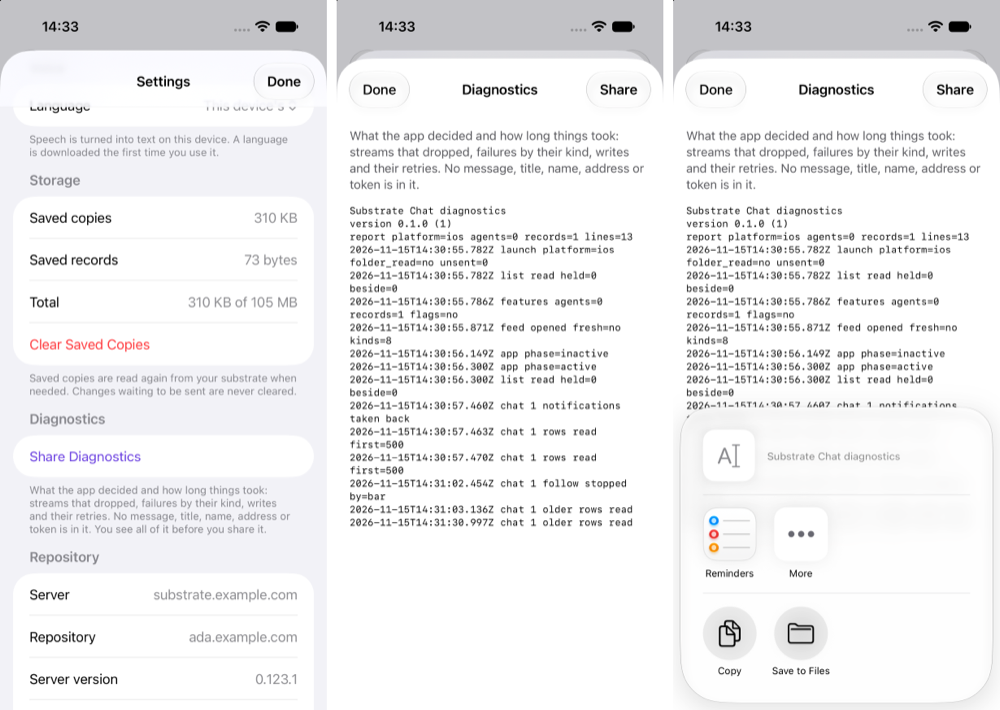 14:33
Settings
Done
Language
This device's
Speech is turned into text on this device. A language
is downloaded the first time you use it.
Storage
Saved copies
310 KB
Saved records
73 bytes
Total
310 KB of 105 MB
Clear Saved Copies
Saved copies are read again from your substrate when
needed. Changes waiting to be sent are never cleared.
Diagnostics
Share Diagnostics
What the app decided and how long things took:
streams that dropped, failures by their kind, writes
and their retries. No message, title, name, address or
token is in it. You see all of it before you share it.
Repository
Server
substrate.example.com
Repository
ada.example.com
Server version
0.123.1
14:33
Done
Diagnostics
Share
What the app decided and how long things took:
streams that dropped, failures by their kind, writes
and their retries. No message, title, name, address or
token is in it.
Substrate Chat diagnostics
version 0.1.0 (1)
report platform=ios agents=0 records=1 lines=13
2026-11-15T14:30:55.782Z launch platform=ios
folder_read=no unsent=0
2026-11-15T14:30:55.782Z list read held=0
beside=0
2026-11-15T14:30:55.786Z features agents=0
records=1 flags=no
2026-11-15T14:30:55.871Z feed opened fresh=no
kinds=8
2026-11-15T14:30:56.149Z app phase=inactive
2026-11-15T14:30:56.300Z app phase=active
2026-11-15T14:30:56.300Z list read held=0
beside=0
2026-11-15T14:30:57.460Z chat 1 notifications
taken back
2026-11-15T14:30:57.463Z chat 1 rows read
first=500
2026-11-15T14:30:57.470Z chat 1 rows read
first=500
2026-11-15T14:31:02.454Z chat 1 follow stopped
by=bar
2026-11-15T14:31:03.136Z chat 1 older rows read
2026-11-15T14:31:30.997Z chat 1 older rows read
14:33
Done
Diagnostics
Share
What the app decided and how long things took:
streams that dropped, failures by their kind, writes
and their retries. No message, title, name, address or
token is in it.
Substrate Chat diagnostics
version 0.1.0 (1)
report platform=ios agents=0 records=1 lines=13
2026-11-15T14:30:55.782Z launch platform=ios
folder_read=no unsent=0
2026-11-15T14:30:55.782Z list read held=0
beside=0
2026-11-15T14:30:55.786Z features agents=0
records=1 flags=no
2026-11-15T14:30:55.871Z feed opened fresh=no
kinds=8
2026-11-15T14:30:56.149Z app phase=inactive
2026-11-15T14:30:56.300Z app phase=active
2026-11-15T14:30:56.300Z list read held=0
beside=0
2026-11-15T14:30:57.460Z chat 1 notifications
Substrate Chat diagnostics
Reminders
More
Copy
Save to Files